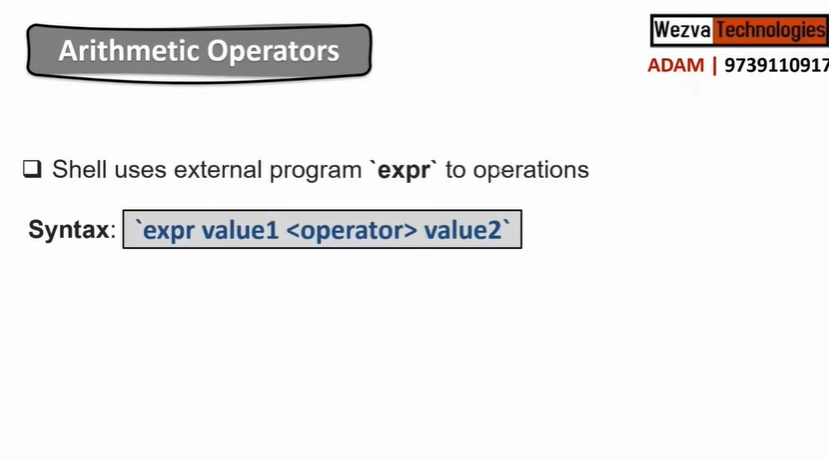 Arithmetic Operators
Wezva Technologies
ADAM | 9739110917
❑ Shell uses external program `expr` to operations
Syntax: `expr value1 <operator> value2`